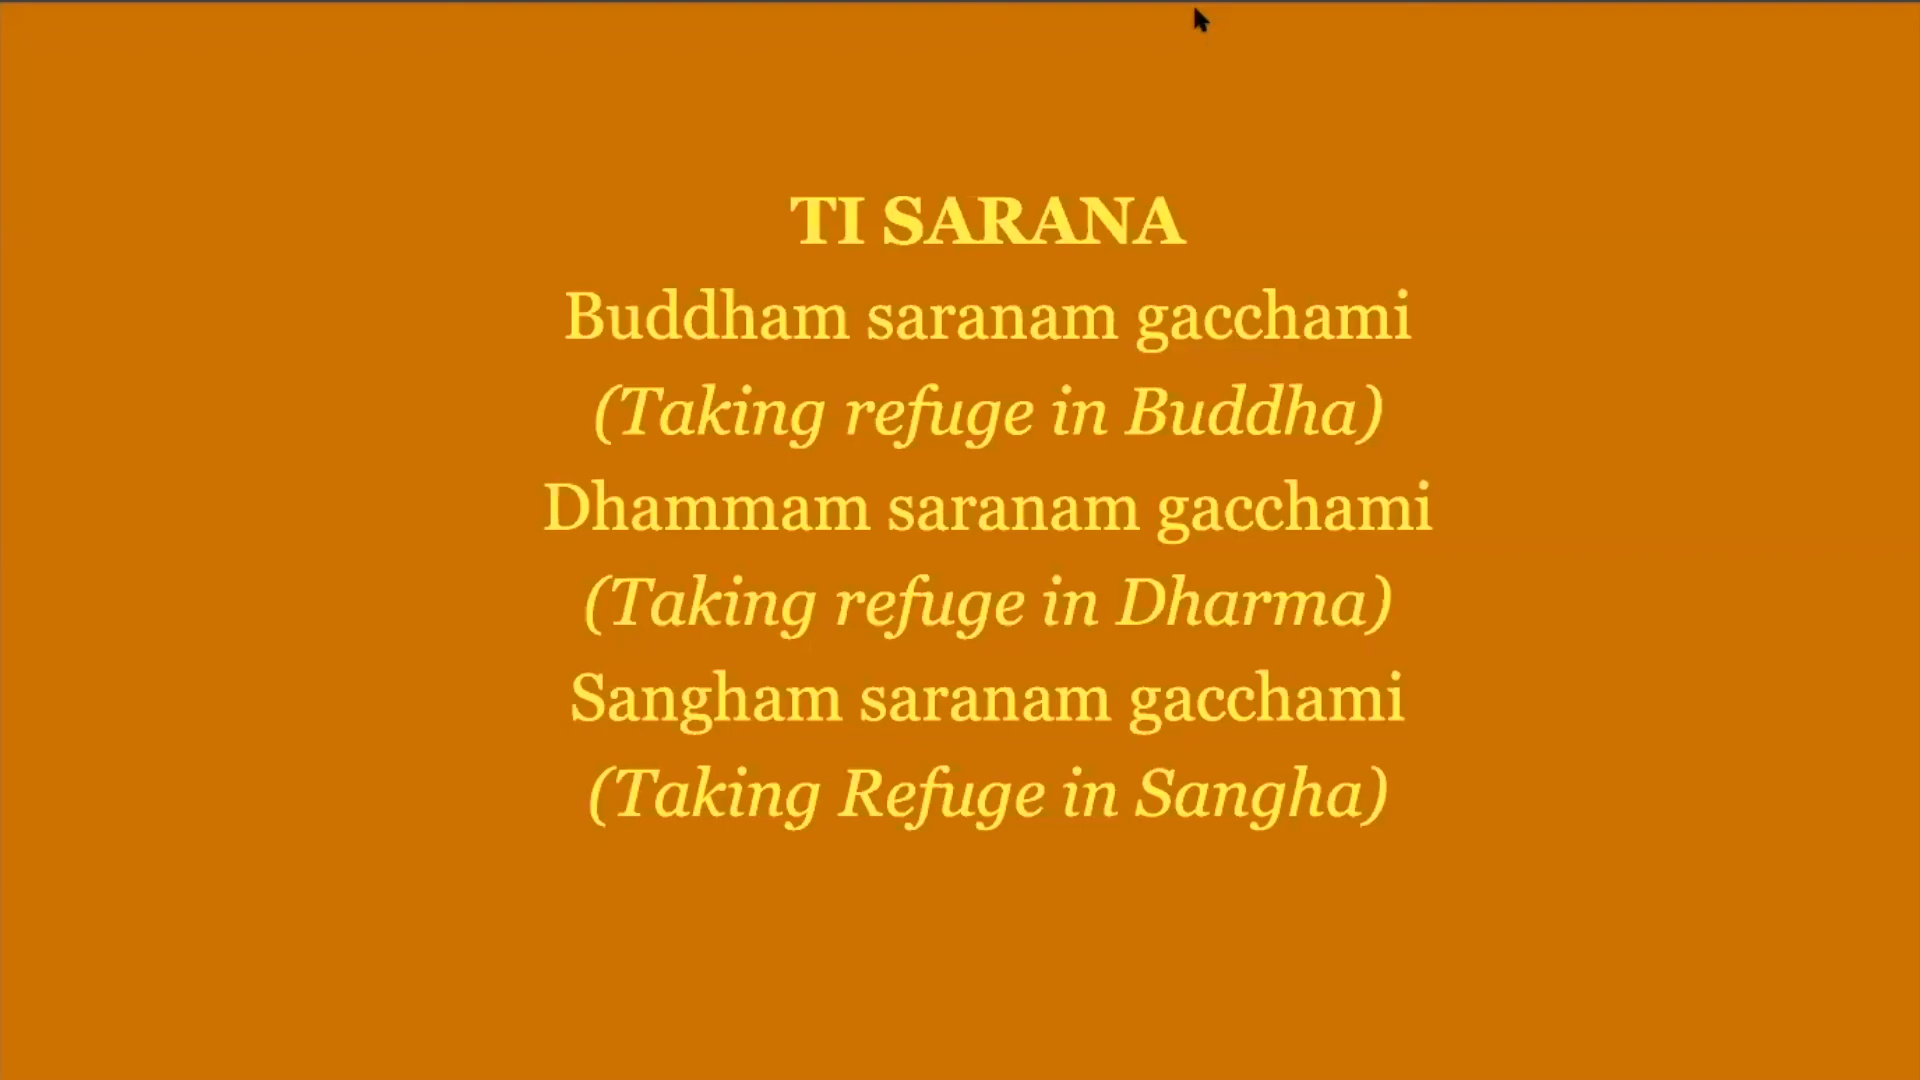 TI SARANA
Buddham saranam gacchami
(Taking refuge in Buddha)
Dhammam saranam gacchami
(Taking refuge in Dharma)
Sangham saranam gacchami
(Taking Refuge in Sangha)